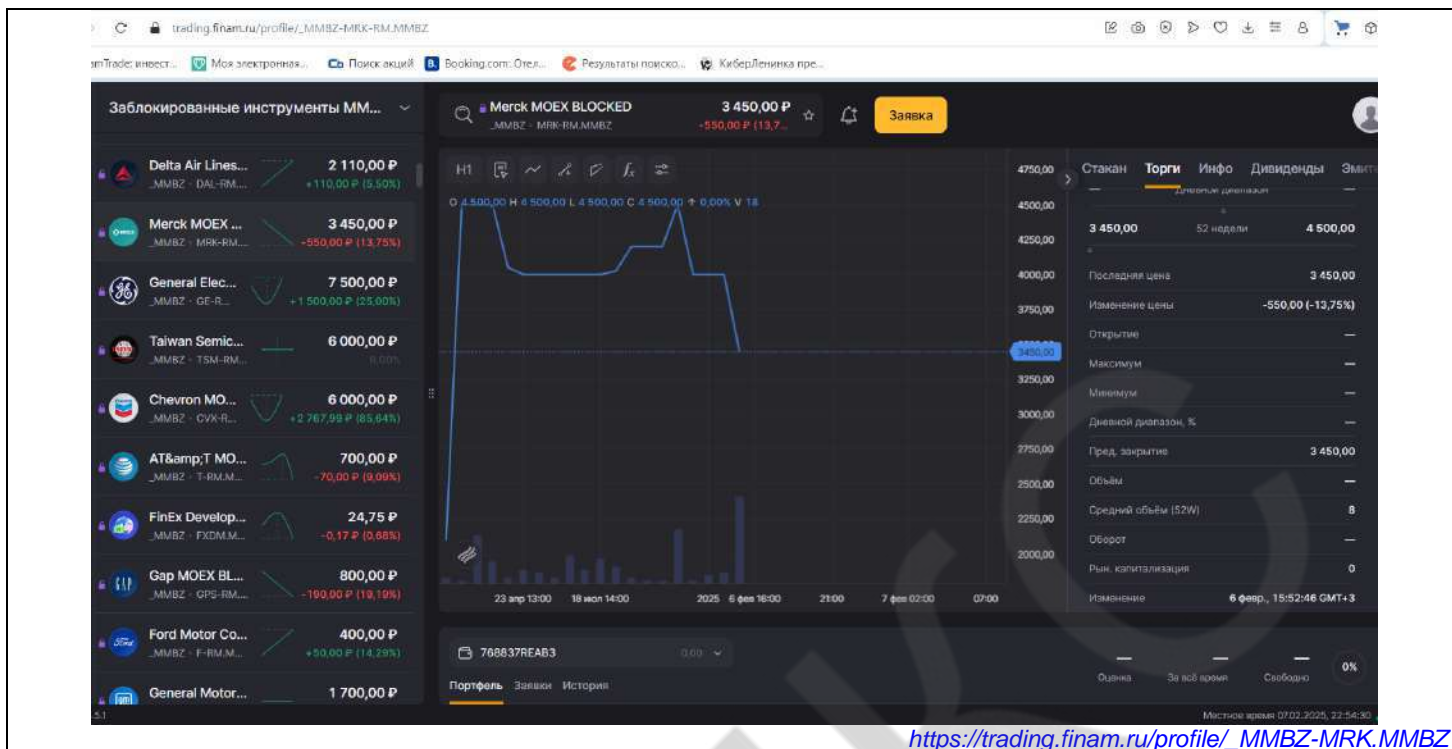 trading.finam.ru/profile/_MMBZ-MRK-RM.MMBZ
amTrade: инвест... Моя электронная... Поиск акций Booking.com: Отел... Результаты поиско... КиберЛенинка пре...
Заблокированные инструменты ММ...
Merck MOEX BLOCKED 3 450,00 ₽
_MMBZ · MRK-RM.MMBZ -550,00 ₽ (13,7...
Заявка
Delta Air Lines... 2 110,00 ₽
_MMBZ · DAL-RM.... +110,00 ₽ (5,50%)
Merck MOEX ... 3 450,00 ₽
_MMBZ · MRK-RM.... -550,00 ₽ (13,75%)
General Elec... 7 500,00 ₽
_MMBZ · GE-R... +1 500,00 ₽ (25,00%)
Taiwan Semic... 6 000,00 ₽
_MMBZ · TSM-RM... 0,00%
Chevron MO... 6 000,00 ₽
_MMBZ · CVX-R... +2 767,99 ₽ (85,64%)
AT&amp;T MO... 700,00 ₽
_MMBZ · T-RM.M... -70,00 ₽ (9,09%)
FinEx Develop... 24,75 ₽
_MMBZ · FXDM.M... -0,17 ₽ (0,68%)
Gap MOEX BL... 800,00 ₽
_MMBZ · GPS-RM.... -190,00 ₽ (19,19%)
Ford Motor Co... 400,00 ₽
_MMBZ · F-RM.M... +50,00 ₽ (14,29%)
General Motor... 1 700,00 ₽
H1
O 4 500,00 H 4 500,00 L 4 500,00 C 4 500,00 ↑ 0,00% V 18
4750,00
4500,00
4250,00
4000,00
3750,00
3450,00
3250,00
3000,00
2750,00
2500,00
2250,00
2000,00
23 апр 13:00 18 июл 14:00 2025 6 фев 16:00 21:00 7 фев 02:00 07:00
Стакан Торги Инфо Дивиденды Эмит
— Дневной диапазон —
3 450,00 52 недели 4 500,00
Последняя цена 3 450,00
Изменение цены -550,00 (-13,75%)
Открытие —
Максимум —
Минимум —
Дневной диапазон, % —
Пред. закрытие 3 450,00
Объём —
Средний объём (52W) 8
Оборот —
Рын. капитализация 0
Изменение 6 февр., 15:52:46 GMT+3
768837REAB3 0,00
Портфель Заявки История
— — — 0%
Оценка За всё время Свободно
5.1 Местное время 07.02.2025, 22:54:30
https://trading.finam.ru/profile/_MMBZ-MRK.MMBZ